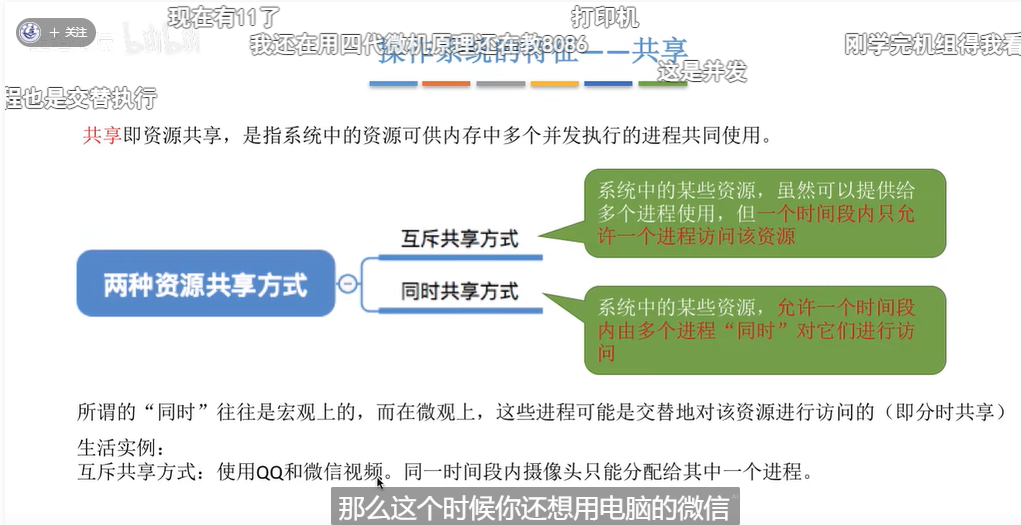 现在有11了
打印机
+ 关注
我还在用四代微机原理还在教8086
刚学完机组得我看
操作系统的特征——共享
这是并发
程也是交替执行
共享即资源共享，是指系统中的资源可供内存中多个并发执行的进程共同使用。
系统中的某些资源，虽然可以提供给
多个进程使用，但一个时间段内只允
许一个进程访问该资源
互斥共享方式
两种资源共享方式
同时共享方式
系统中的某些资源，允许一个时间段
内由多个进程“同时”对它们进行访
问
所谓的“同时”往往是宏观上的，而在微观上，这些进程可能是交替地对该资源进行访问的（即分时共享）
生活实例：
互斥共享方式：使用QQ和微信视频。同一时间段内摄像头只能分配给其中一个进程。
那么这个时候你还想用电脑的微信